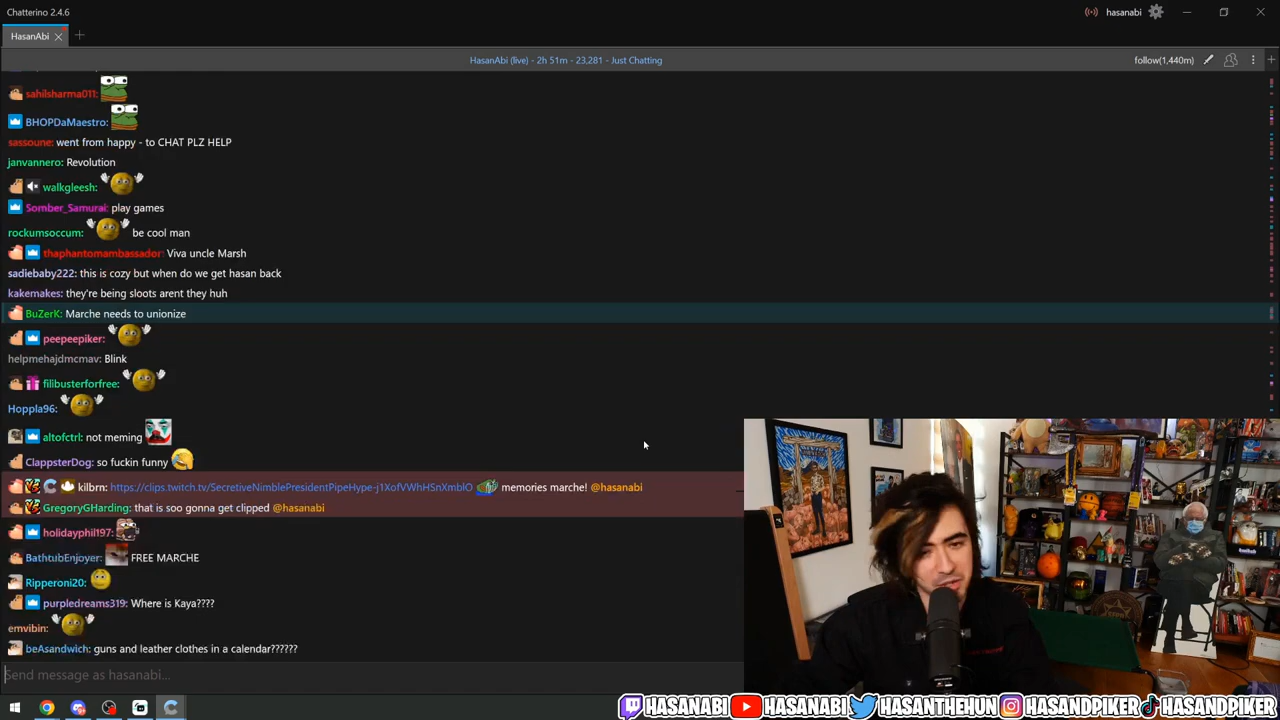 Chatterino 2.4.6
hasanabi
HasanAbi
HasanAbi (live) - 2h 51m - 23,281 - Just Chatting
follow(1,440m)
sahilsharma011:
BHOPDaMaestro:
sassoune: went from happy - to CHAT PLZ HELP
janvannero: Revolution
walkgleesh:
Somber_Samurai: play games
rockumsoccum: be cool man
thaphantomambassador: Viva uncle Marsh
sadiebaby222: this is cozy but when do we get hasan back
kakemakes: they're being sloots arent they huh
BuZerK: Marche needs to unionize
peepeepiker:
helpmehajdmcmav: Blink
filibusterforfree:
Hoppla96:
altofctrl: not meming
ClappsterDog: so fuckin funny
kilbrn: https://clips.twitch.tv/SecretiveNimblePresidentPipeHype-j1XofVWhHSnXmblO memories marche! @hasanabi
GregoryGHarding: that is soo gonna get clipped @hasanabi
holidayphil197:
BathtubEnjoyer: FREE MARCHE
Ripperoni20:
purpledreams319: Where is Kaya????
emvibin:
beAsandwich: guns and leather clothes in a calendar??????
Send message as hasanabi...
HASANABI HASANABI HASANTHEHUN HASANDPIKER HASANDPIKER